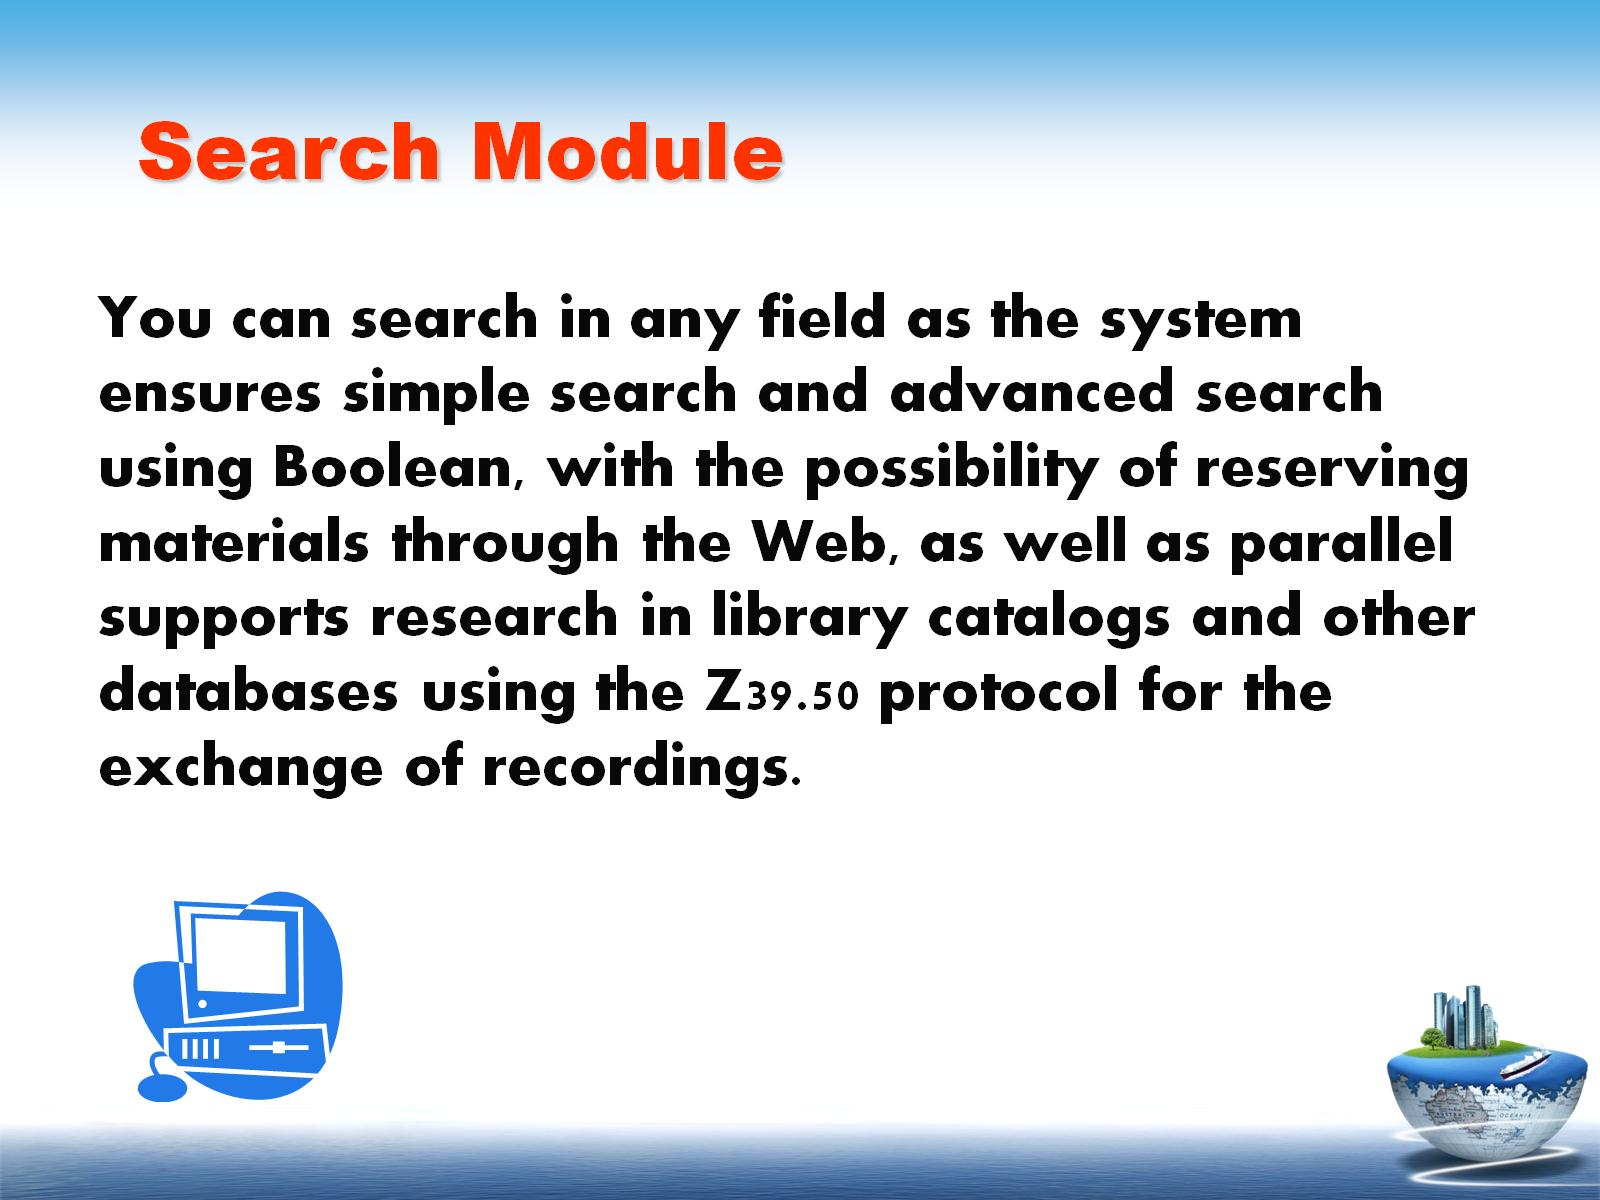 Search Module
You can search in any field as the system
ensures simple search and advanced search
using Boolean, with the possibility of reserving
materials through the Web, as well as parallel
supports research in library catalogs and other
databases using the Z39.50 protocol for the
exchange of recordings.
AUSTRALIA
OCEANIA